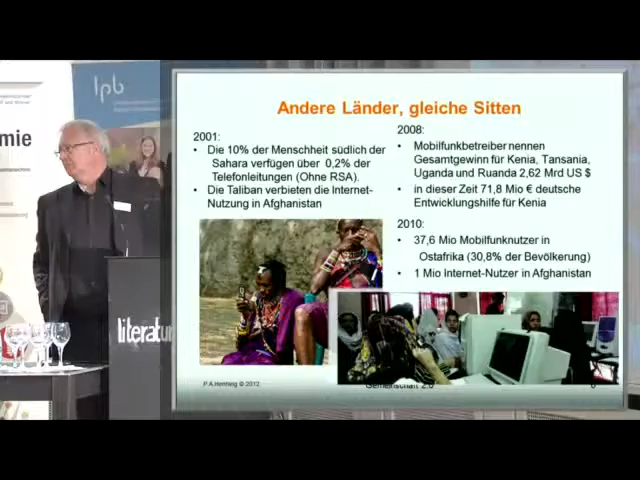 lpb
mie
literatu
Andere Länder, gleiche Sitten
2001:
• Die 10% der Menschheit südlich der
Sahara verfügen über 0,2% der
Telefonleitungen (Ohne RSA).
• Die Taliban verbieten die Internet-
Nutzung in Afghanistan
2008:
• Mobilfunkbetreiber nennen
Gesamtgewinn für Kenia, Tansania,
Uganda und Ruanda 2,62 Mrd US $
• in dieser Zeit 71,8 Mio € deutsche
Entwicklungshilfe für Kenia
2010:
• 37,6 Mio Mobilfunknutzer in
Ostafrika (30,8% der Bevölkerung)
• 1 Mio Internet-Nutzer in Afghanistan
© 2012
Gemeinschaft 2.0